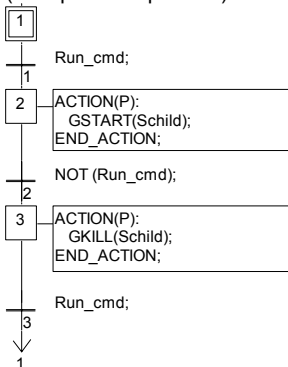 1
Run_cmd;
1
2
ACTION(P):
GSTART(Schild);
END_ACTION;
NOT (Run_cmd);
2
3
ACTION(P):
GKILL(Schild);
END_ACTION;
Run_cmd;
3
1